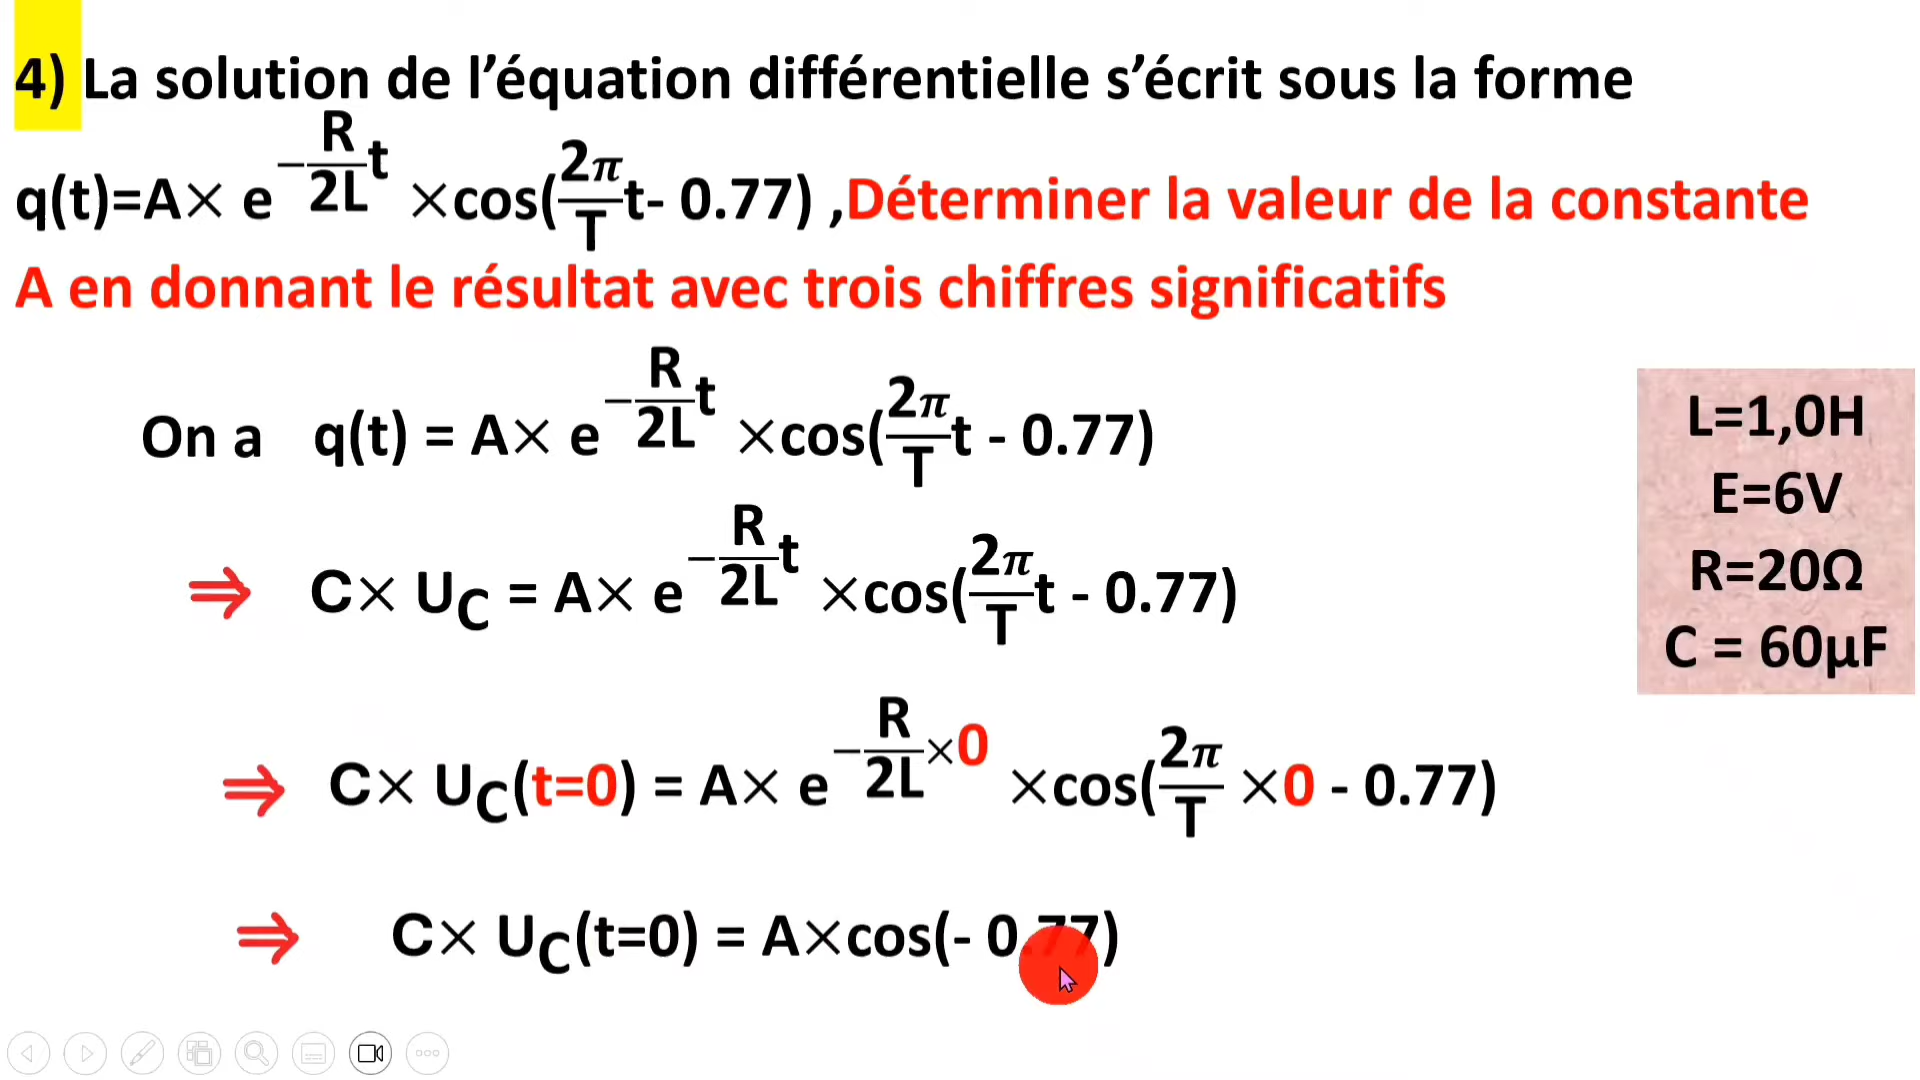 4) La solution de l’équation différentielle s’écrit sous la forme
q(t)=A× e^(−R/2L t) ×cos(2π/T t- 0.77) ,Déterminer la valeur de la constante
A en donnant le résultat avec trois chiffres significatifs
On a q(t) = A× e^(−R/2L t) ×cos(2π/T t - 0.77)
⇒ C× U_C = A× e^(−R/2L t) ×cos(2π/T t - 0.77)
⇒ C× U_C(t=0) = A× e^(−R/2L ×0) ×cos(2π/T ×0 - 0.77)
⇒ C× U_C(t=0) = A×cos(- 0.77)
L=1,0H
E=6V
R=20Ω
C = 60µF